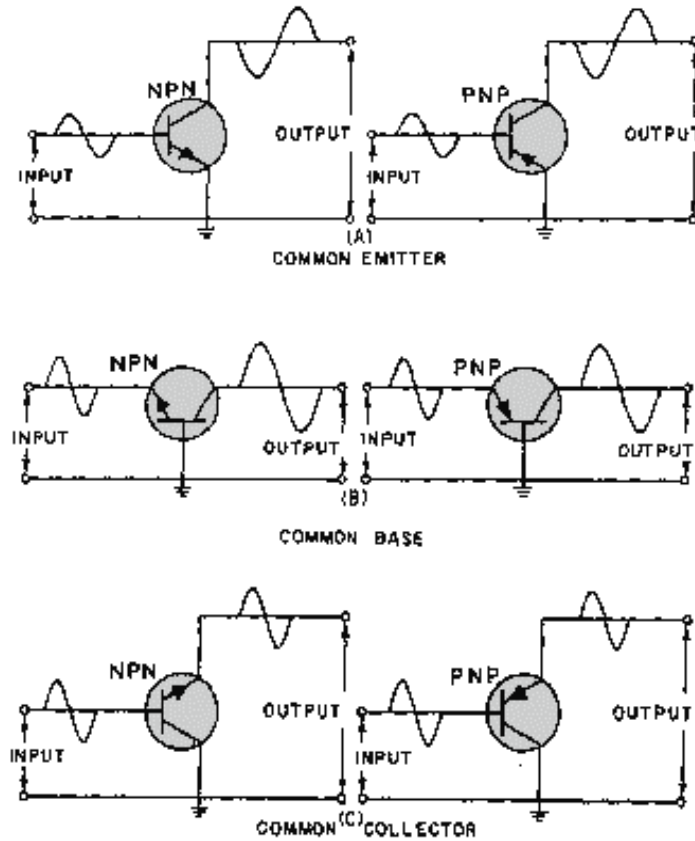 NPN
PNP
OUTPUT
OUTPUT
INPUT
INPUT
(A)
COMMON EMITTER
NPN
PNP
INPUT
OUTPUT
INPUT
OUTPUT
(B)
COMMON BASE
NPN
PNP
OUTPUT
OUTPUT
INPUT
INPUT
(C)
COMMON COLLECTOR